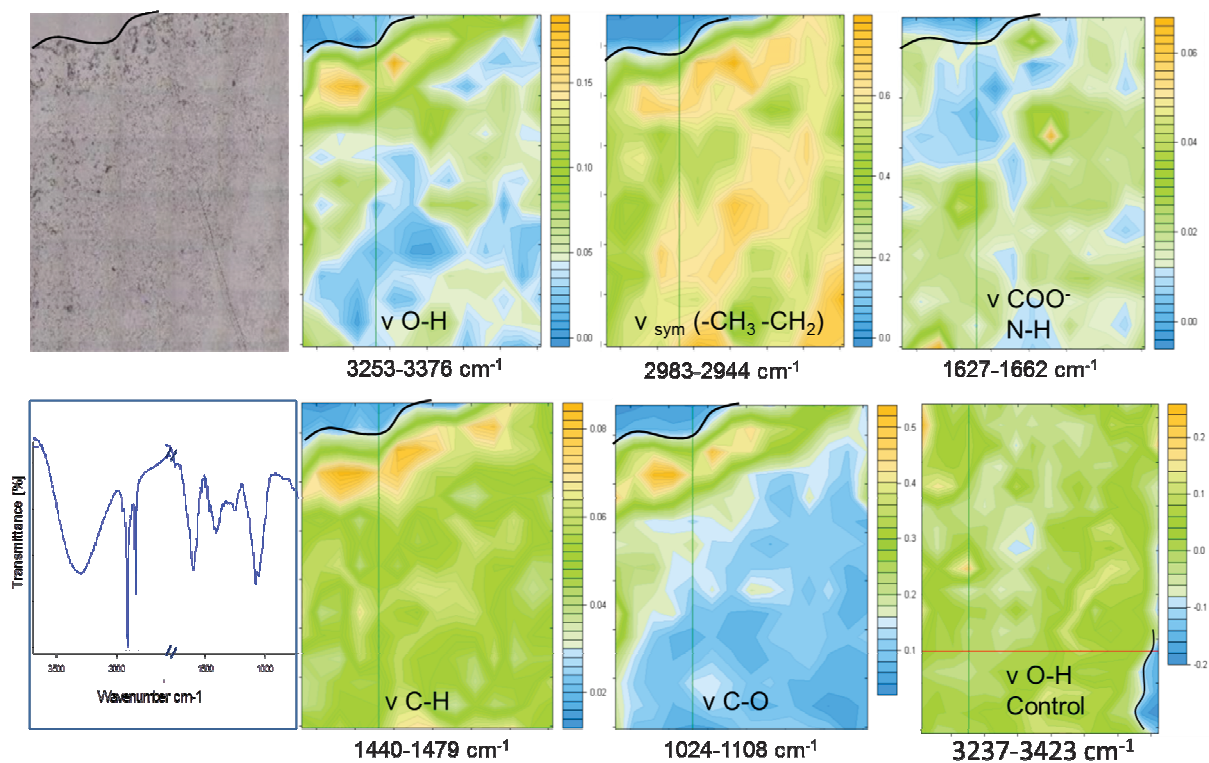 0.15
0.10
0.05
0.00
ν O-H
3253-3376 cm-1
0.6
0.4
0.2
0.0
ν sym (-CH3 -CH2)
2983-2944 cm-1
0.06
0.04
0.02
0.00
ν COO-
N-H
1627-1662 cm-1
Transmittance [%]
3500
3000
1500
1000
Wavenumber cm-1
0.08
0.06
0.04
0.02
ν C-H
1440-1479 cm-1
0.5
0.4
0.3
0.2
0.1
ν C-O
1024-1108 cm-1
0.2
0.1
0.0
-0.1
-0.2
ν O-H
Control
3237-3423 cm-1